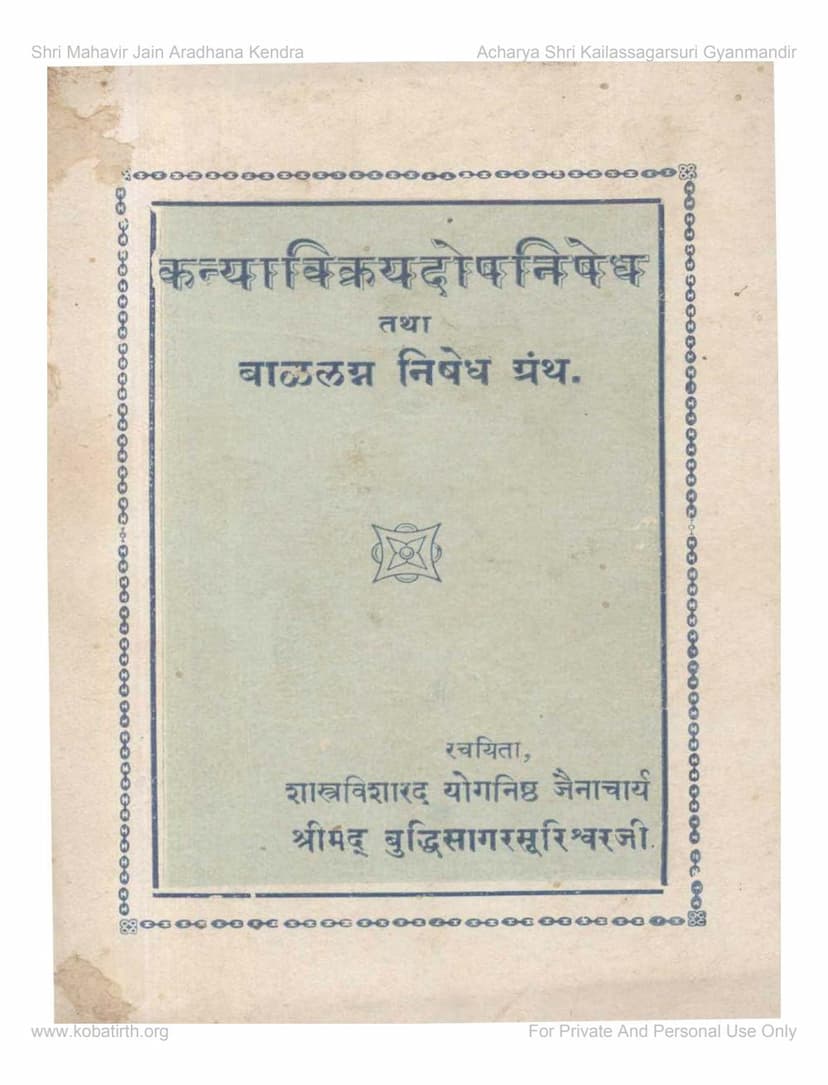 Shri Mahavir Jain Aradhana Kendra
Acharya Shri Kailassagarsuri Gyanmandir
कन्याविक्रयदोषनिषेध
तथा
बाळलग्न निषेध ग्रंथ.
रचयिता,
शास्त्रविशारद योगनिष्ठ जैनाचार्य
श्रीमद् बुद्धिसागरसूरिश्वरजी.
www.kobatirth.org
For Private And Personal Use Only